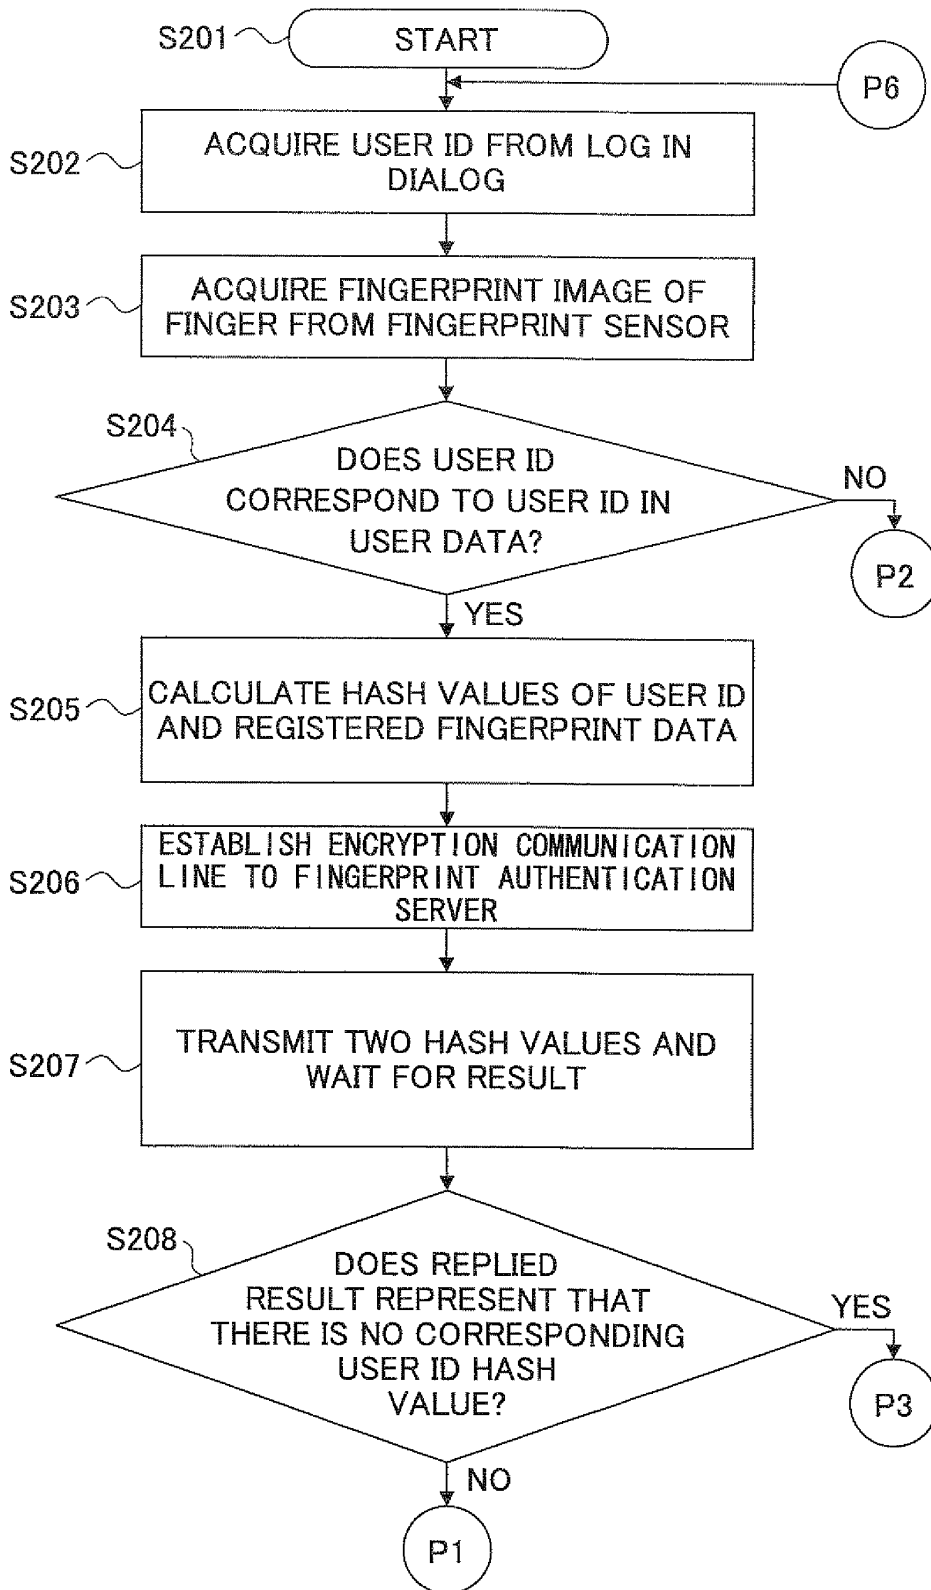 S201
START
P6
S202
ACQUIRE USER ID FROM LOG IN
DIALOG
S203
ACQUIRE FINGERPRINT IMAGE OF
FINGER FROM FINGERPRINT SENSOR
S204
DOES USER ID
CORRESPOND TO USER ID IN
USER DATA?
NO
P2
YES
S205
CALCULATE HASH VALUES OF USER ID
AND REGISTERED FINGERPRINT DATA
S206
ESTABLISH ENCRYPTION COMMUNICATION
LINE TO FINGERPRINT AUTHENTICATION
SERVER
S207
TRANSMIT TWO HASH VALUES AND
WAIT FOR RESULT
S208
DOES REPLIED
RESULT REPRESENT THAT
THERE IS NO CORRESPONDING
USER ID HASH
VALUE?
YES
P3
NO
P1